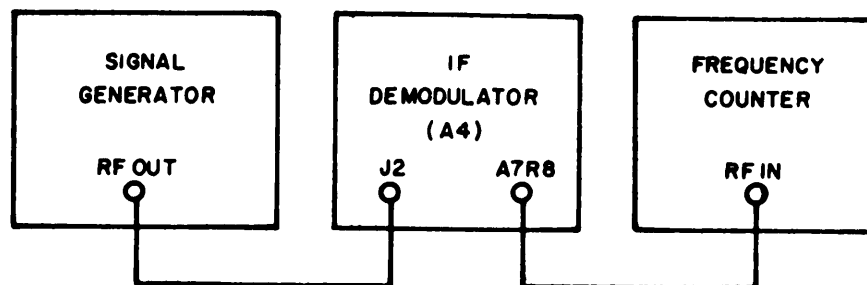 SIGNAL
GENERATOR
RF OUT
IF
DEMODULATOR
(A4)
J2 A7R8
FREQUENCY
COUNTER
RF IN